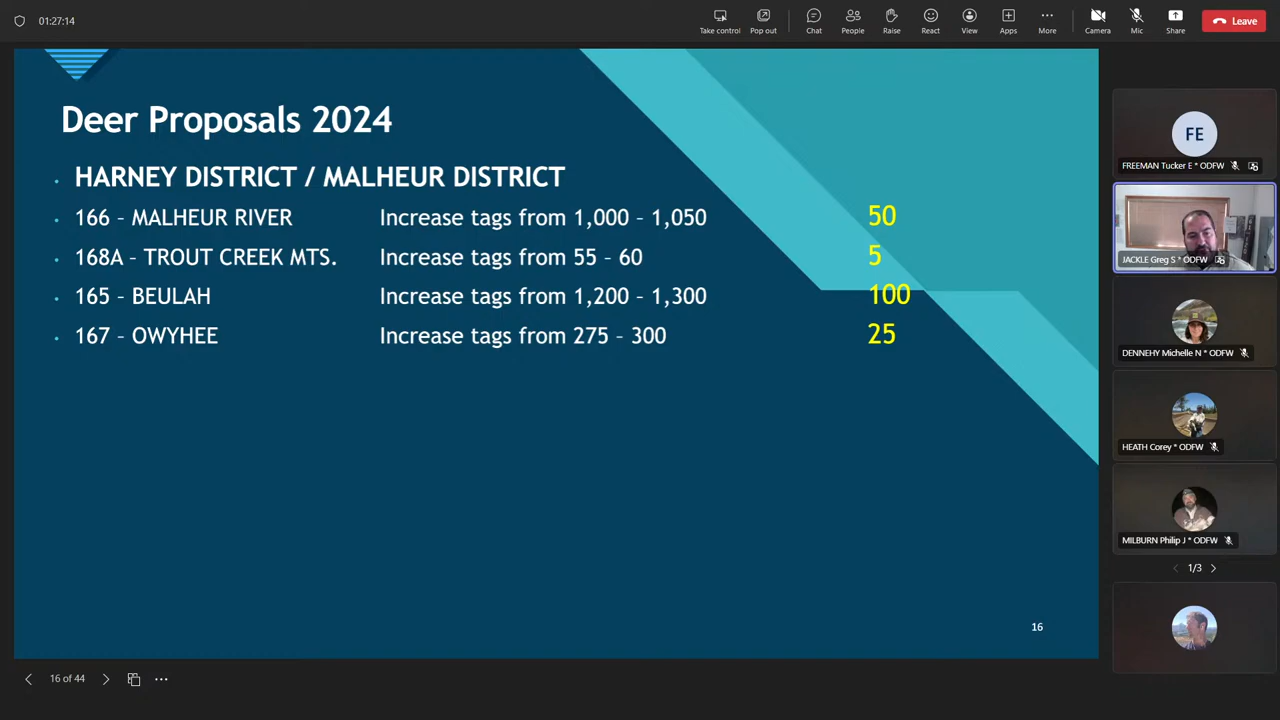 01:27:14
Take control
Pop out
Chat
People
Raise
React
View
Apps
More
Camera
Mic
Share
Leave
Deer Proposals 2024
HARNEY DISTRICT / MALHEUR DISTRICT
166 – MALHEUR RIVER Increase tags from 1,000 – 1,050 50
168A – TROUT CREEK MTS. Increase tags from 55 – 60 5
165 – BEULAH Increase tags from 1,200 – 1,300 100
167 – OWYHEE Increase tags from 275 – 300 25
16
16 of 44
FE
FREEMAN Tucker E * ODFW
JACKLE Greg S * ODFW
DENNEHY Michelle N * ODFW
HEATH Corey * ODFW
MILBURN Philip J * ODFW
1/3